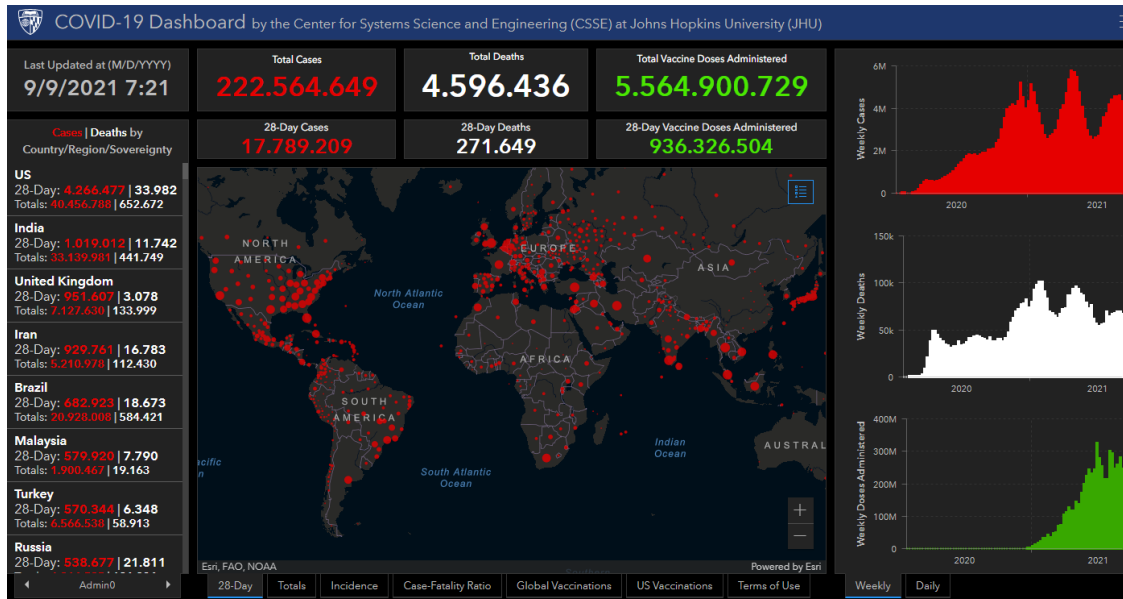 COVID-19 Dashboard by the Center for Systems Science and Engineering (CSSE) at Johns Hopkins University (JHU)
Last Updated at (M/D/YYYY)
9/9/2021 7:21
Cases | Deaths by
Country/Region/Sovereignty
US
28-Day: 4.266.477 | 33.982
Totals: 40.456.788 | 652.672
India
28-Day: 1.019.012 | 11.742
Totals: 33.139.981 | 441.749
United Kingdom
28-Day: 951.607 | 3.078
Totals: 7.127.630 | 133.999
Iran
28-Day: 929.761 | 16.783
Totals: 5.210.978 | 112.430
Brazil
28-Day: 682.923 | 18.673
Totals: 20.928.008 | 584.421
Malaysia
28-Day: 579.920 | 7.790
Totals: 1.900.467 | 19.163
Turkey
28-Day: 570.344 | 6.348
Totals: 6.566.538 | 58.913
Russia
28-Day: 538.677 | 21.811
Admin0
Total Cases
222.564.649
Total Deaths
4.596.436
Total Vaccine Doses Administered
5.564.900.729
28-Day Cases
17.789.209
28-Day Deaths
271.649
28-Day Vaccine Doses Administered
936.326.504
NORTH
AMERICA
EUROPE
ASIA
North Atlantic
Ocean
AFRICA
SOUTH
AMERICA
Indian
Ocean
AUSTRAL
acific
n
South Atlantic
Ocean
+
−
Esri, FAO, NOAA
Southern
Powered by Esri
28-Day
Totals
Incidence
Case-Fatality Ratio
Global Vaccinations
US Vaccinations
Terms of Use
Weekly Cases
6M
4M
2M
0
2020
2021
Weekly Deaths
150k
100k
50k
0
2020
2021
Weekly Doses Administered
400M
300M
200M
100M
0
2020
2021
Weekly
Daily